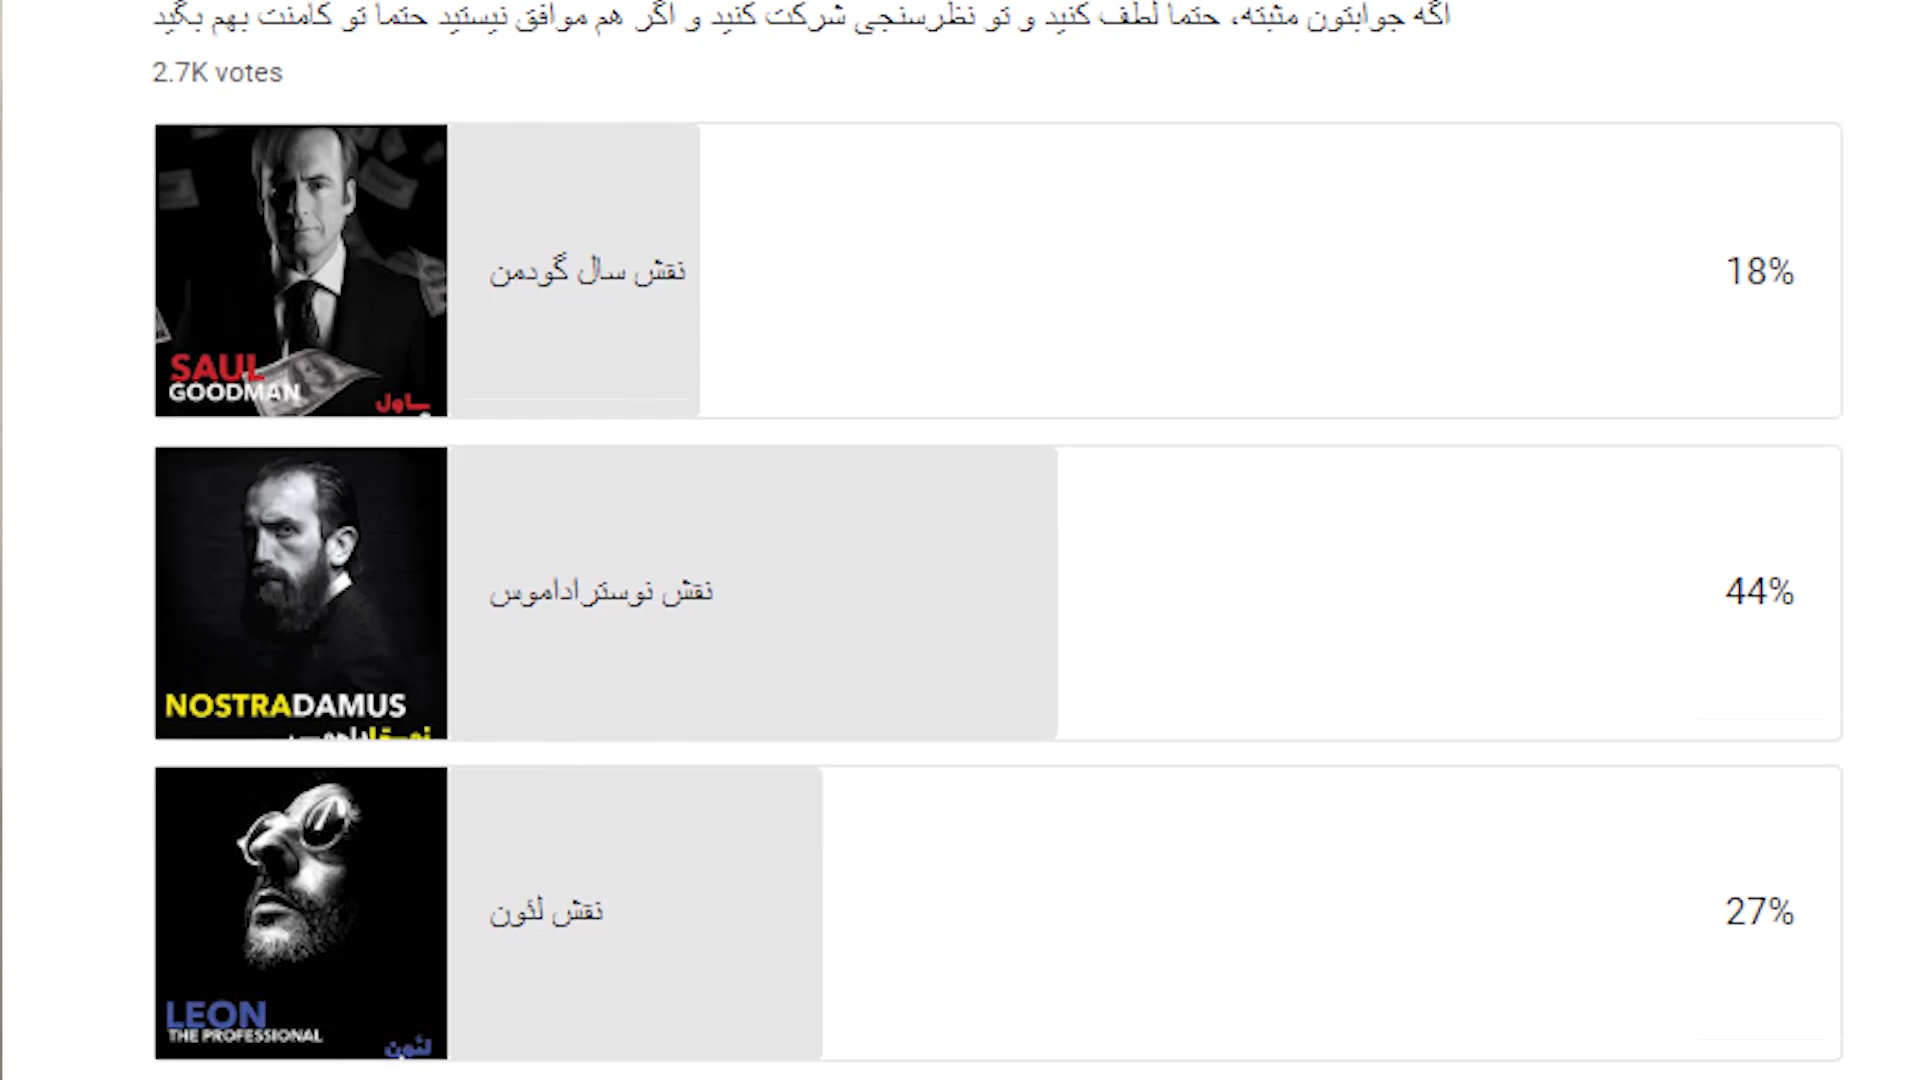 اگه جوابتون مثبته، حتما لطف کنید و تو نظرسنجی شرکت کنید و اگر هم موافق نیستید حتما تو کامنت بهم بگید
2.7K votes
SAUL
GOODMAN
ساول
نقش سال گودمن
18%
NOSTRADAMUS
نقش نوستراداموس
44%
LEON
THE PROFESSIONAL
لئون
نقش لئون
27%